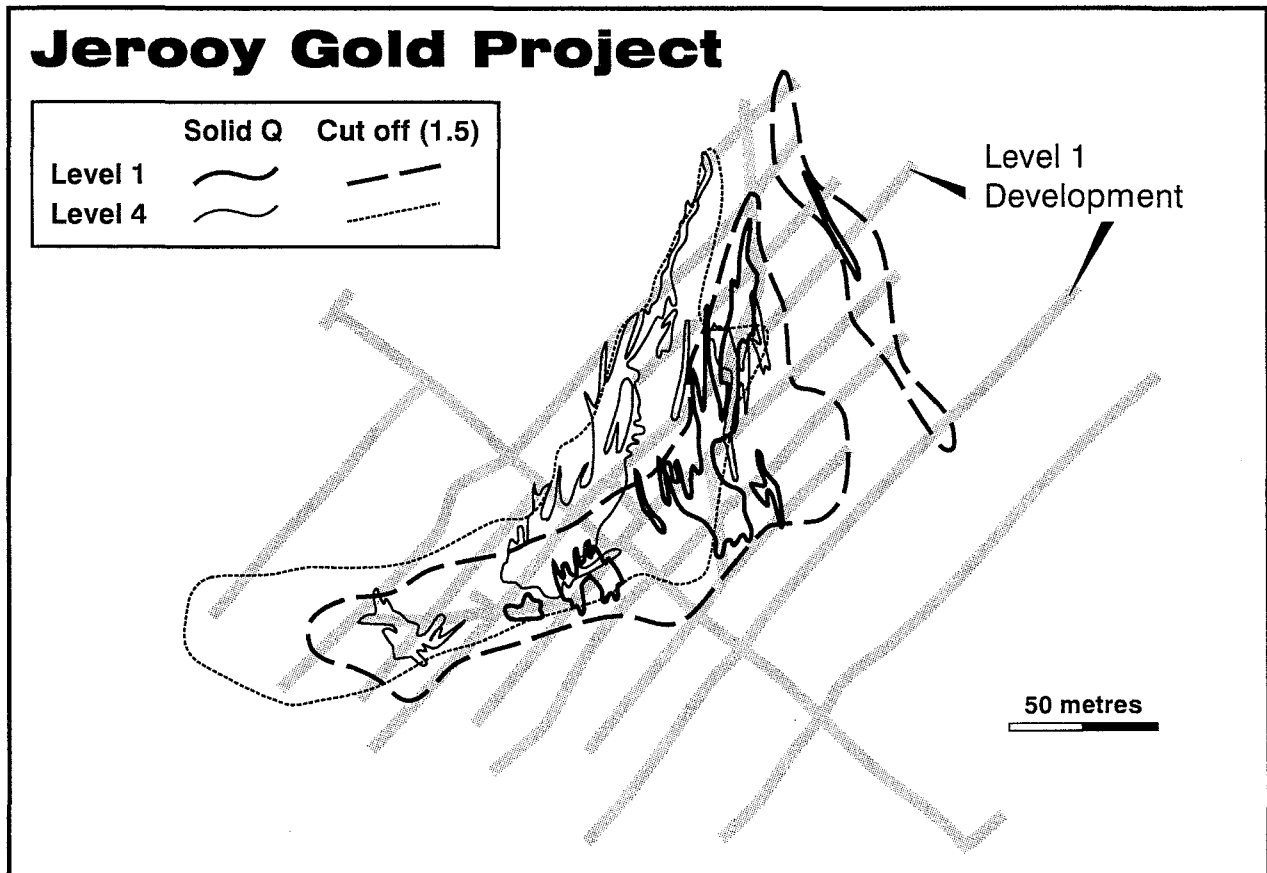 Jerooy Gold Project
Solid Q Cut off (1.5)
Level 1
Level 4
Level 1
Development
50 metres